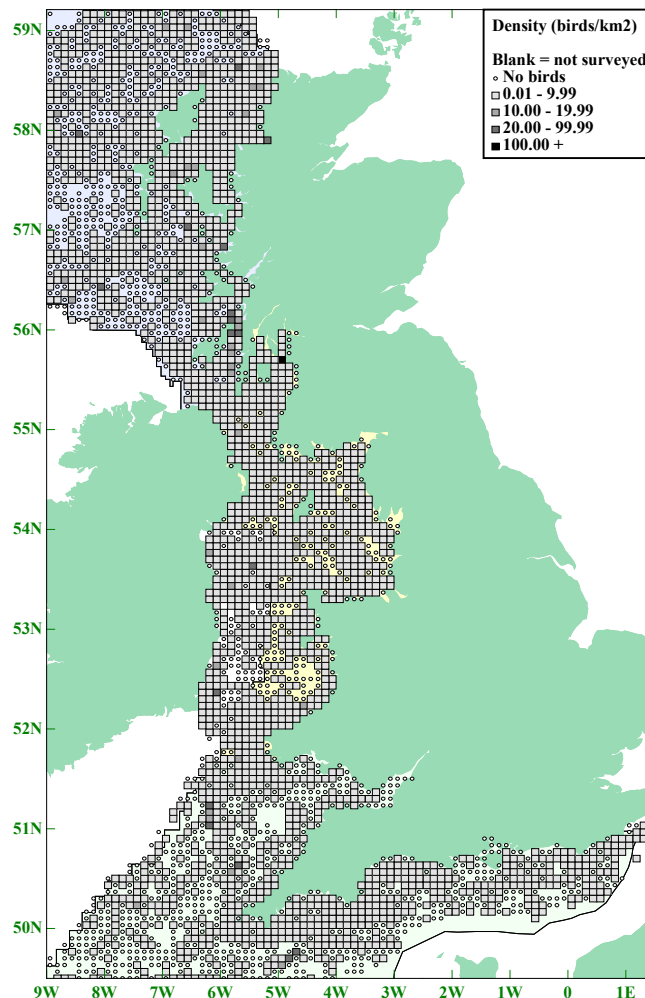 Density (birds/km2)
Blank = not surveyed
No birds
0.01 - 9.99
10.00 - 19.99
20.00 - 99.99
100.00 +
59N
58N
57N
56N
55N
54N
53N
52N
51N
50N
9W 8W 7W 6W 5W 4W 3W 2W 1W 0 1E